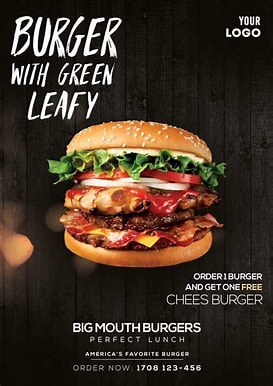 BURGER
WITH GREEN
LEAFY
YOUR
LOGO
ORDER 1 BURGER
AND GET ONE FREE
CHEES BURGER
BIG MOUTH BURGERS
PERFECT LUNCH
AMERICA'S FAVORITE BURGER
ORDER NOW: 1708 123-456